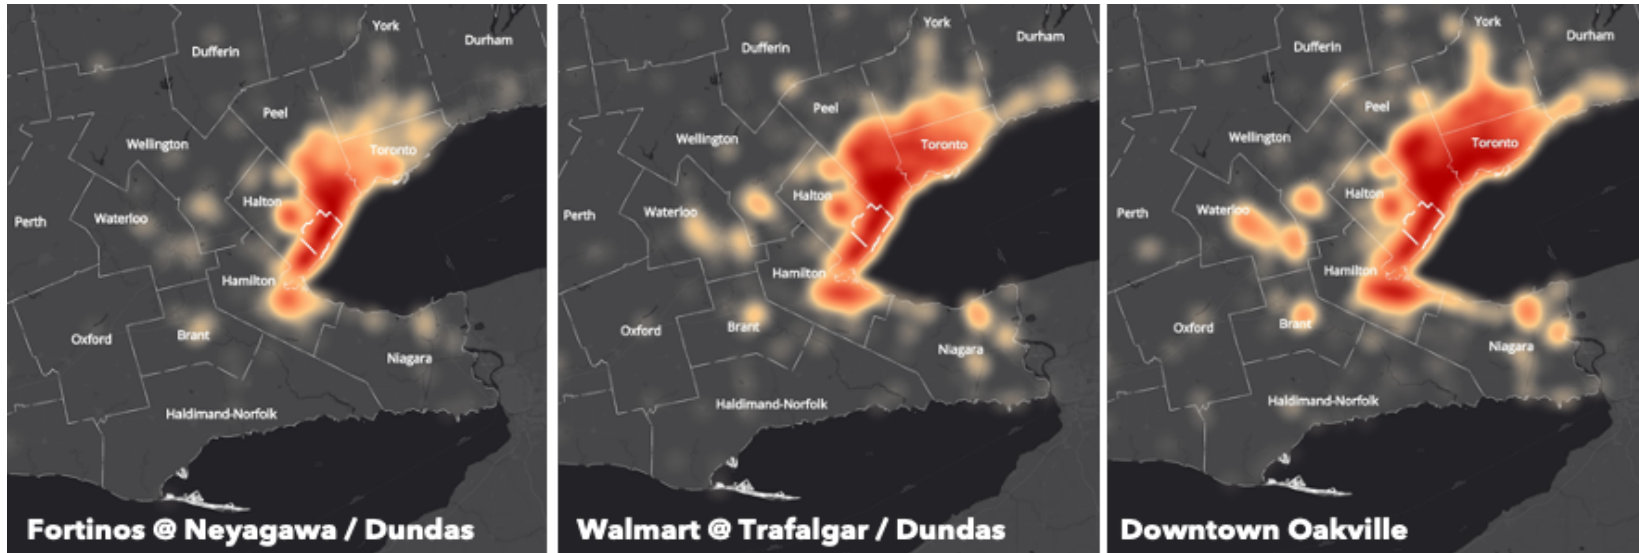 York
Durham
Dufferin
Peel
Wellington
Toronto
Halton
Perth
Waterloo
Hamilton
Brant
Oxford
Niagara
Haldimand-Norfolk
Fortinos @ Neyagawa / Dundas
York
Durham
Dufferin
Peel
Wellington
Toronto
Halton
Perth
Waterloo
Hamilton
Brant
Oxford
Niagara
Haldimand-Norfolk
Walmart @ Trafalgar / Dundas
York
Durham
Dufferin
Peel
Wellington
Toronto
Halton
Perth
Waterloo
Hamilton
Brant
Oxford
Niagara
Haldimand-Norfolk
Downtown Oakville